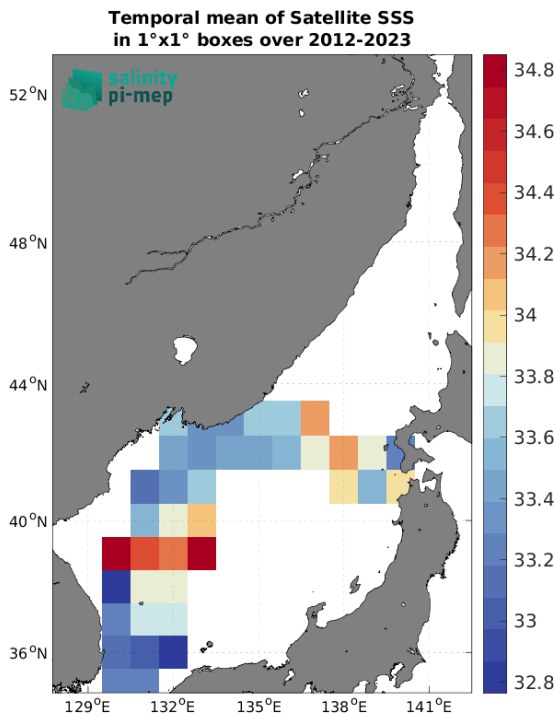 Temporal mean of Satellite SSS
in 1°x1° boxes over 2012-2023
salinity
pi-mep
52°N
48°N
44°N
40°N
36°N
129°E 132°E 135°E 138°E 141°E
34.8
34.6
34.4
34.2
34
33.8
33.6
33.4
33.2
33
32.8